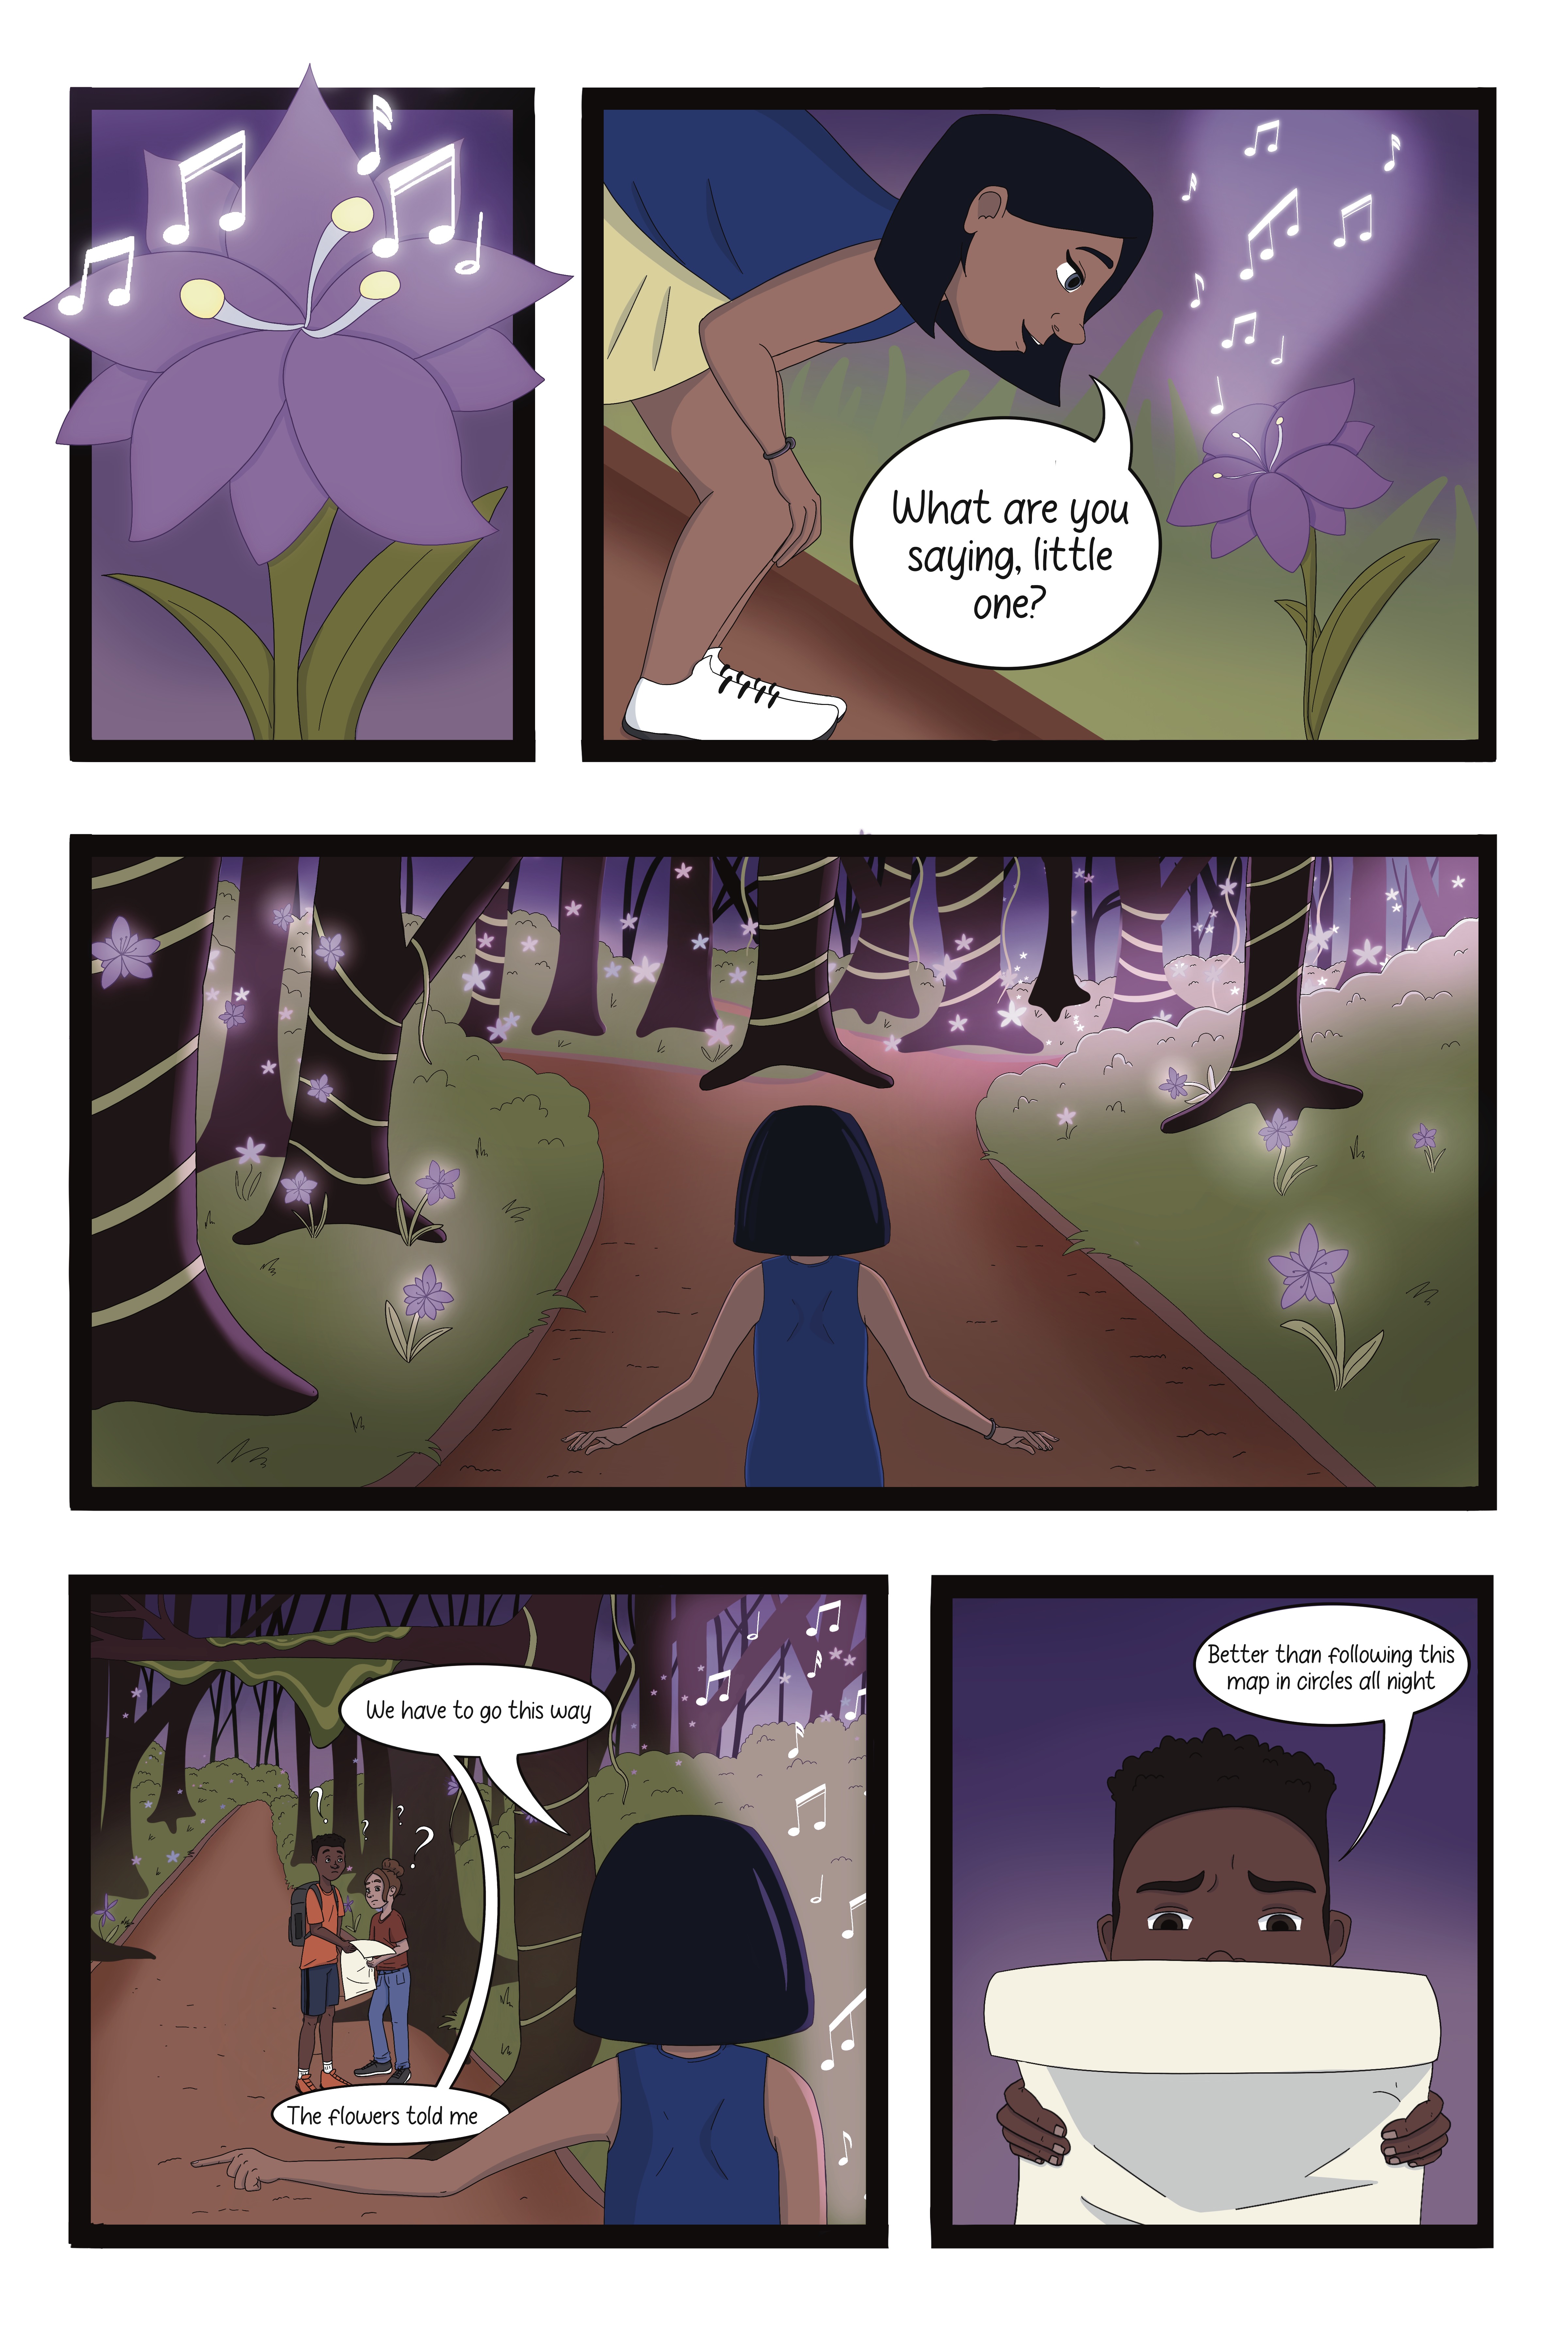 What are you
saying, little
one?
We have to go this way
The flowers told me
Better than following this
map in circles all night